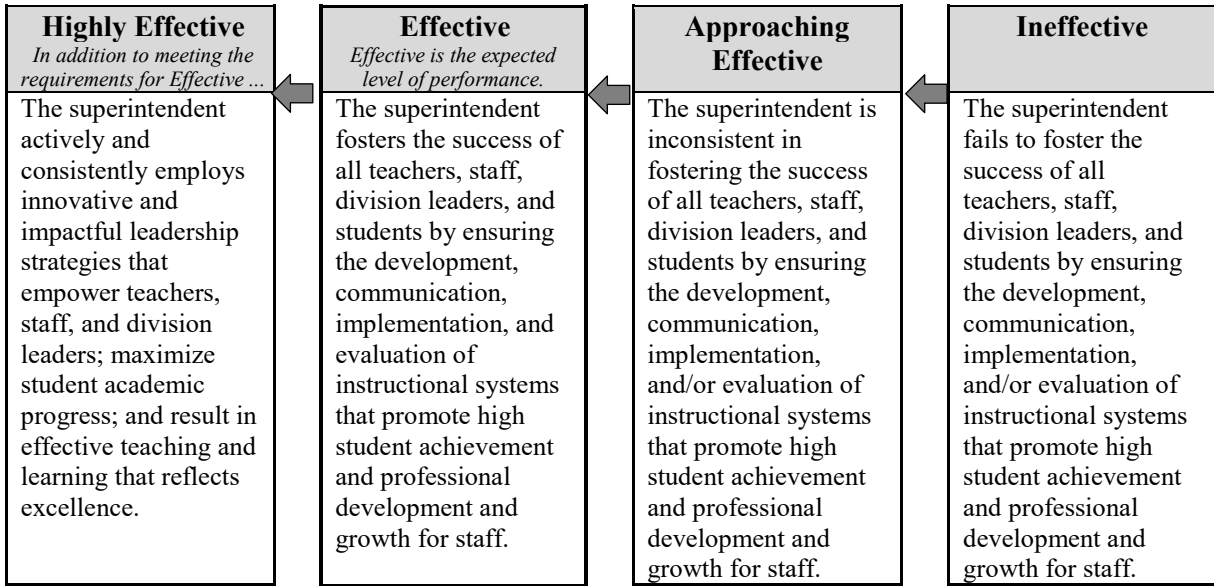 Highly Effective
In addition to meeting the
requirements for Effective ...
The superintendent
actively and
consistently employs
innovative and
impactful leadership
strategies that
empower teachers,
staff, and division
leaders; maximize
student academic
progress; and result in
effective teaching and
learning that reflects
excellence.
Effective
Effective is the expected
level of performance.
The superintendent
fosters the success of
all teachers, staff,
division leaders, and
students by ensuring
the development,
communication,
implementation, and
evaluation of
instructional systems
that promote high
student achievement
and professional
development and
growth for staff.
Approaching
Effective
The superintendent is
inconsistent in
fostering the success
of all teachers, staff,
division leaders, and
students by ensuring
the development,
communication,
implementation,
and/or evaluation of
instructional systems
that promote high
student achievement
and professional
development and
growth for staff.
Ineffective
The superintendent
fails to foster the
success of all
teachers, staff,
division leaders, and
students by ensuring
the development,
communication,
implementation,
and/or evaluation of
instructional systems
that promote high
student achievement
and professional
development and
growth for staff.